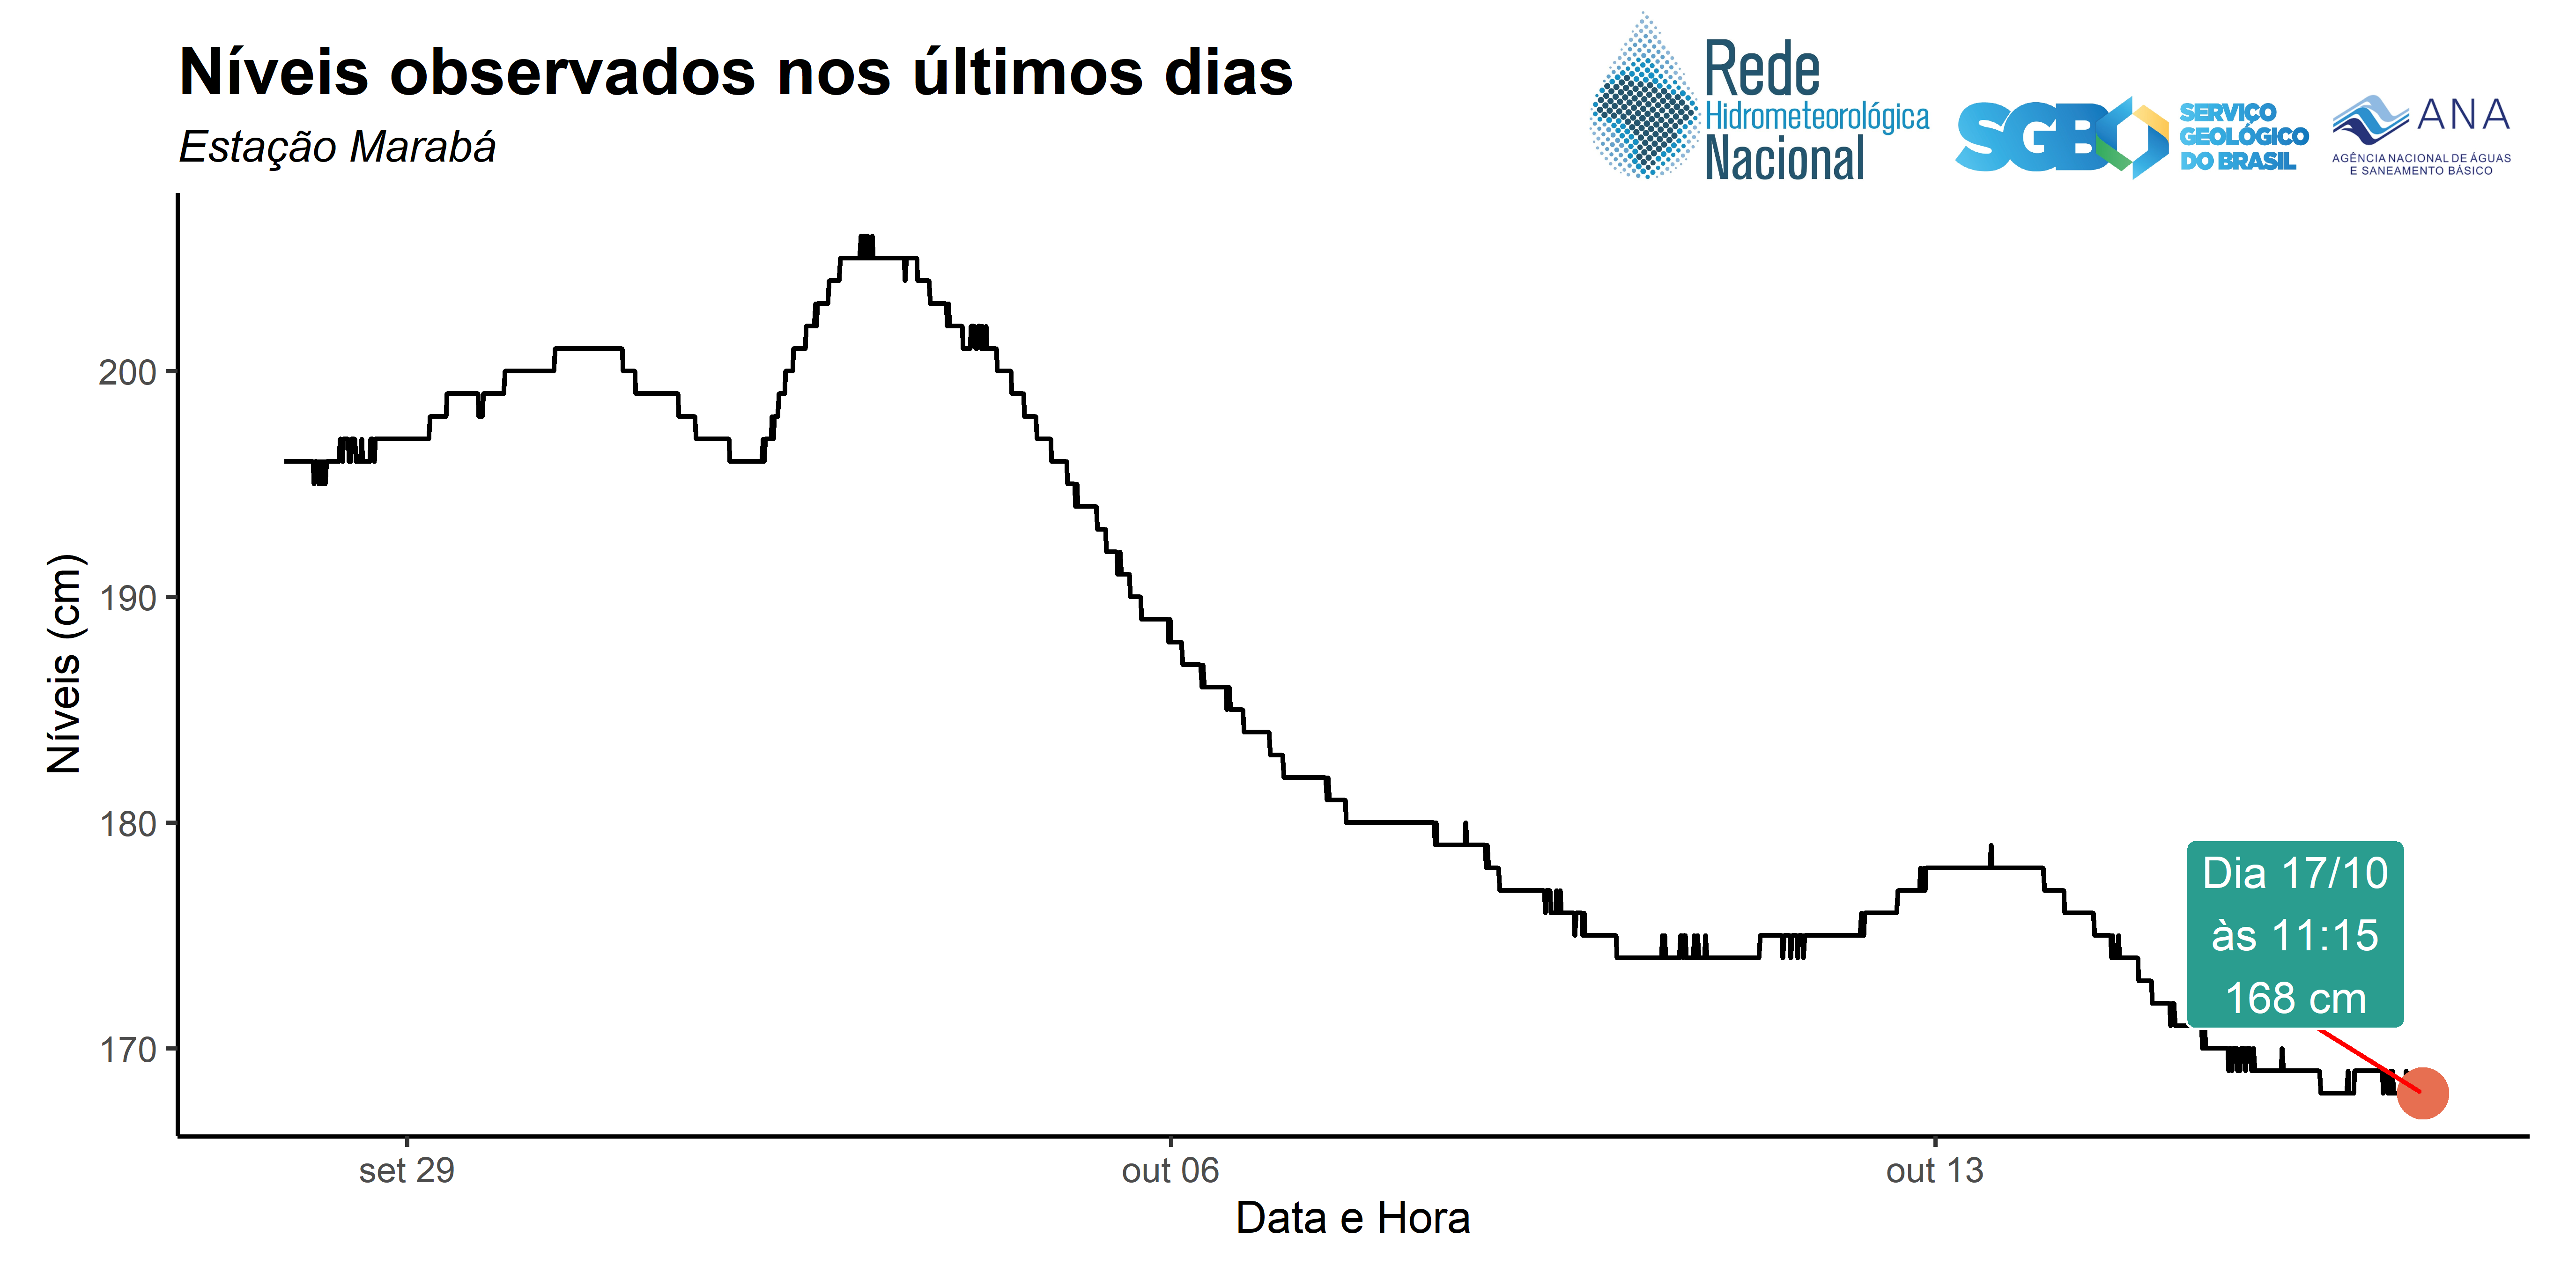 Níveis observados nos últimos dias
Estação Marabá
Rede
Hidrometeorológica
Nacional
SGB
SERVIÇO
GEOLÓGICO
DO BRASIL
ANA
AGÊNCIA NACIONAL DE ÁGUAS
E SANEAMENTO BÁSICO
Níveis (cm)
200
190
180
170
Dia 17/10
às 11:15
168 cm
set 29
out 06
out 13
Data e Hora